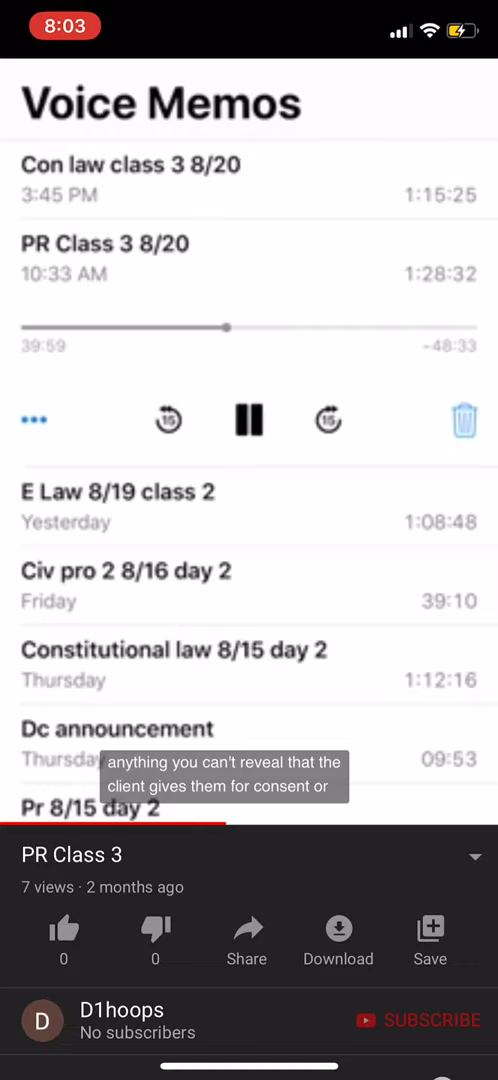 8:03
Voice Memos
Con law class 3 8/20
3:45 PM 1:15:25
PR Class 3 8/20
10:33 AM 1:28:32
39:59 -48:33
15 15
E Law 8/19 class 2
Yesterday 1:08:48
Civ pro 2 8/16 day 2
Friday 39:10
Constitutional law 8/15 day 2
Thursday 1:12:16
Dc announcement
Thursday 09:53
anything you can't reveal that the
client gives them for consent or
Pr 8/15 day 2
PR Class 3
7 views · 2 months ago
0 0 Share Download Save
D D1hoops
No subscribers
SUBSCRIBE